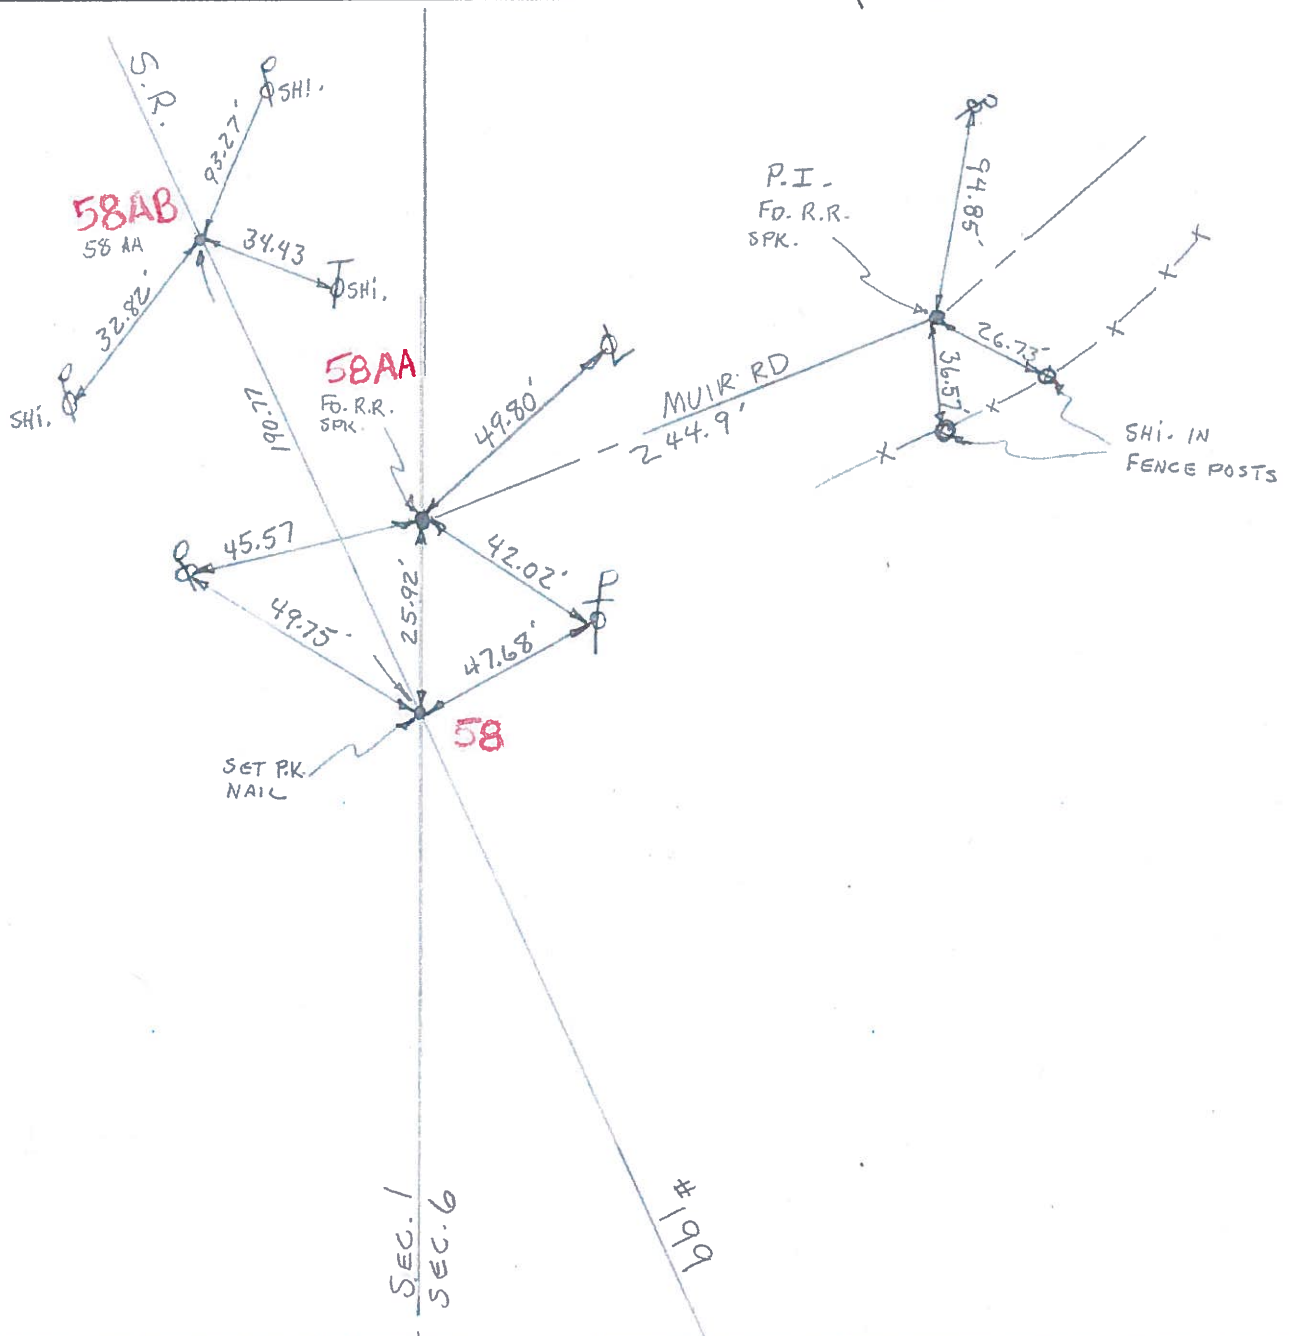 S.R.
SHI.
93.27'
58AB
58 AA
34.43
SHI.
32.82'
SHI.
190.77
58AA
FD. R.R.
SPK.
49.80'
MUIR RD
244.9'
P.I.
FD. R.R.
SPK.
94.85'
26.73'
36.57'
SHI. IN
FENCE POSTS
45.57
42.02'
25.92'
49.75'
47.68'
58
SET P.K.
NAIL
SEC. 1
SEC. 6
# 199